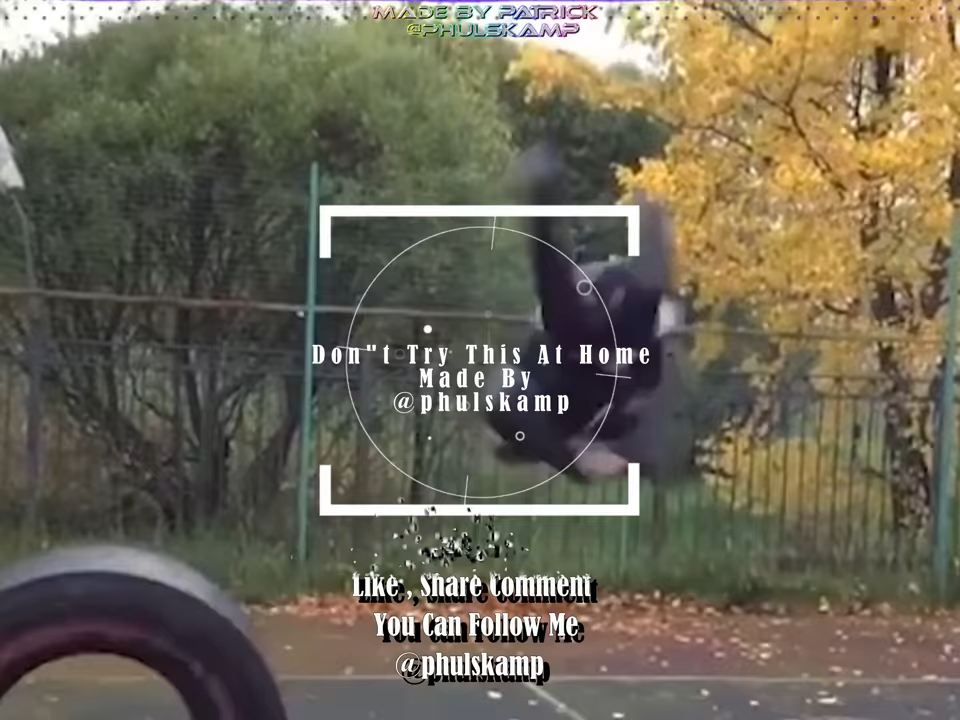 MADE BY PATRICK
@PHULSKAMP
Don"t Try This At Home
Made By
@phulskamp
Like , Share Comment
You Can Follow Me
@phulskamp